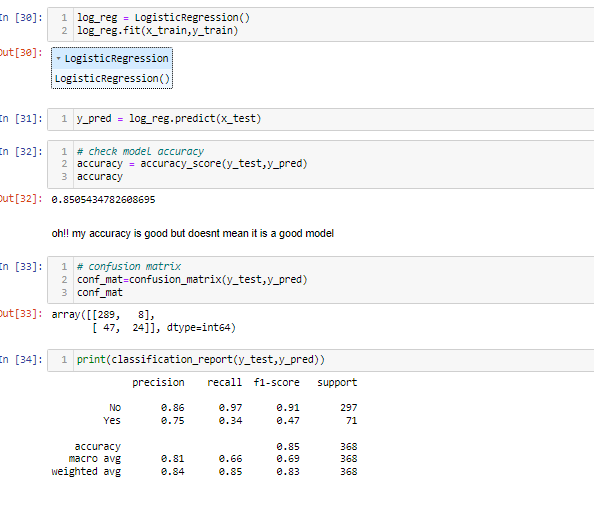 In [30]: 1 log_reg = LogisticRegression()
2 log_reg.fit(x_train,y_train)
Out[30]: ▾ LogisticRegression
LogisticRegression()
In [31]: 1 y_pred = log_reg.predict(x_test)
In [32]: 1 # check model accuracy
2 accuracy = accuracy_score(y_test,y_pred)
3 accuracy
Out[32]: 0.8505434782608695
oh!! my accuracy is good but doesnt mean it is a good model
In [33]: 1 # confusion matrix
2 conf_mat=confusion_matrix(y_test,y_pred)
3 conf_mat
Out[33]: array([[289, 8],
[ 47, 24]], dtype=int64)
In [34]: 1 print(classification_report(y_test,y_pred))
precision recall f1-score support
No 0.86 0.97 0.91 297
Yes 0.75 0.34 0.47 71
accuracy 0.85 368
macro avg 0.81 0.66 0.69 368
weighted avg 0.84 0.85 0.83 368